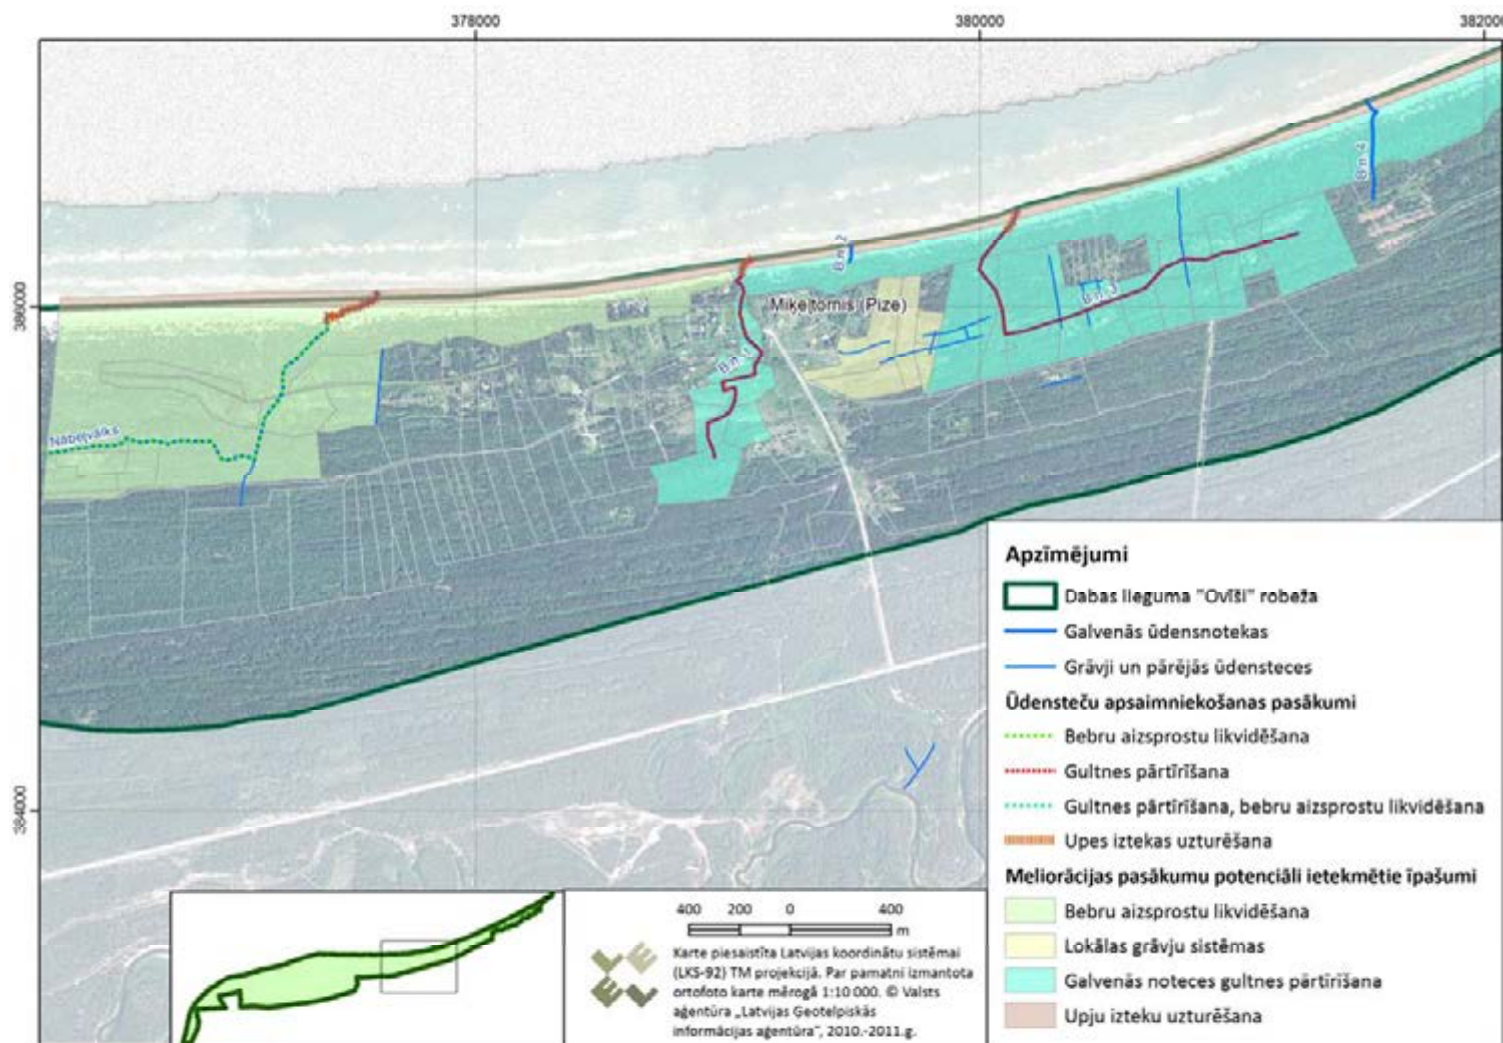 378000
380000
382000
386000
384000
B.n. 4
B.n. 2
Miķeļtornis (Pize)
B.n. 3
B.n. 1
Nabeļvalks
Apzīmējumi
Dabas lieguma "Ovīši" robeža
Galvenās ūdensnotekas
Grāvji un pārējās ūdensteces
Ūdensteču apsaimniekošanas pasākumi
Bebru aizsprostu likvidēšana
Gultnes pārtīrīšana
Gultnes pārtīrīšana, bebru aizsprostu likvidēšana
Upes iztekas uzturēšana
Meliorācijas pasākumu potenciāli ietekmētie īpašumi
Bebru aizsprostu likvidēšana
Lokālas grāvju sistēmas
Galvenās noteces gultnes pārtīrīšana
Upju izteku uzturēšana
400 200 0 400
m
Karte piesaistīta Latvijas koordinātu sistēmai
(LKS-92) TM projekcijā. Par pamatni izmantota
ortofoto karte mērogā 1:10 000. © Valsts
aģentūra „Latvijas Ģeotelpiskās
informācijas aģentūra", 2010.-2011.g.